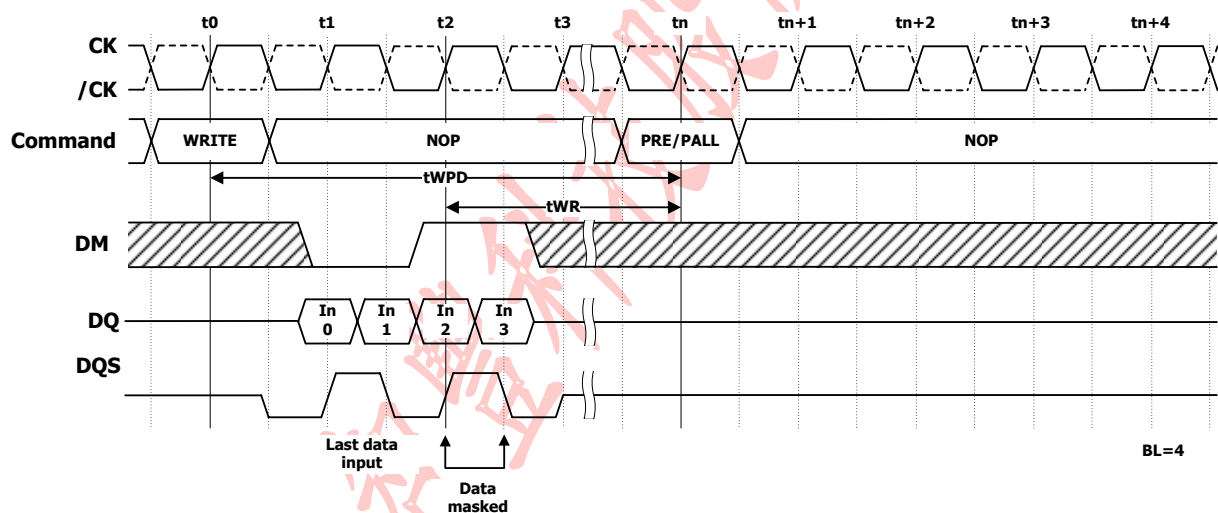 t0 t1 t2 t3 tn tn+1 tn+2 tn+3 tn+4
CK
/CK
Command WRITE NOP PRE/PALL NOP
tWPD
tWR
DM
DQ In 0 In 1 In 2 In 3
DQS
Last data
input
BL=4
Data
masked